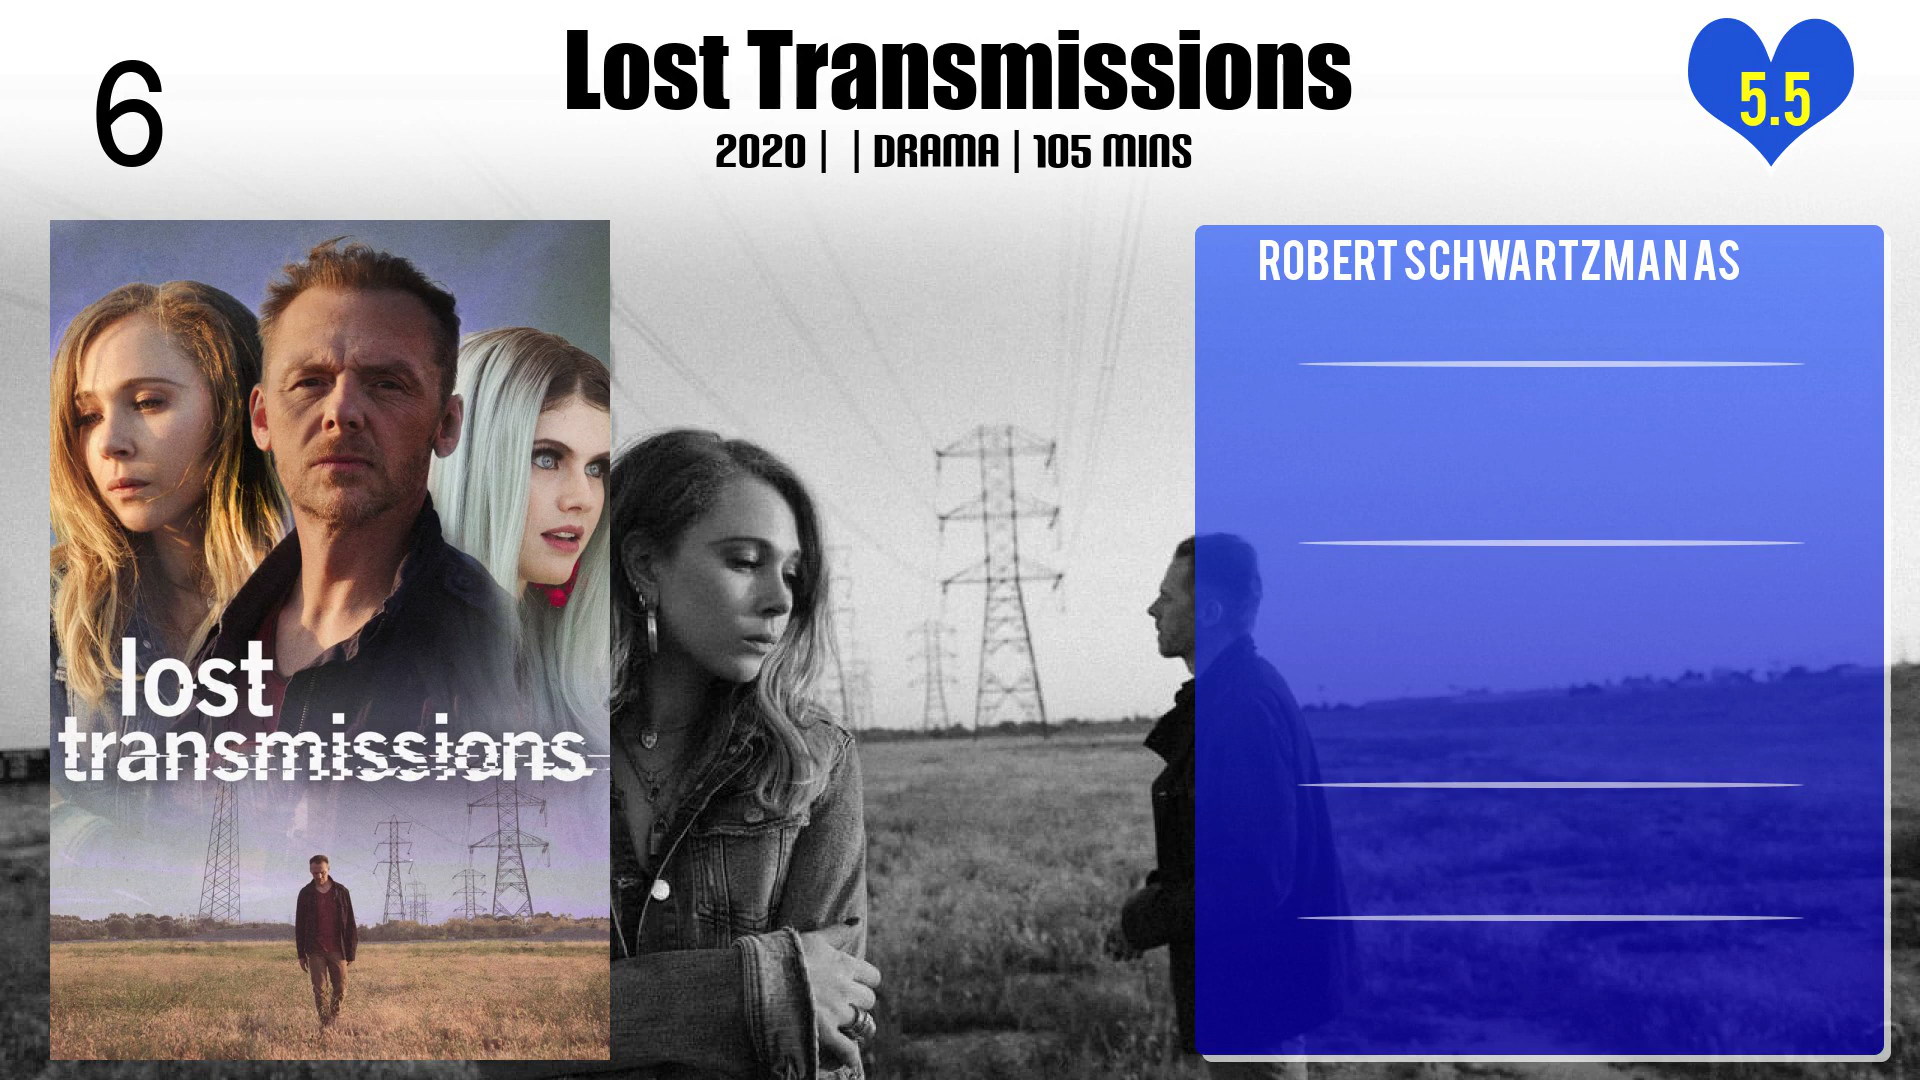 6
Lost Transmissions
5.5
2020 | | DRAMA | 105 MINS
ROBERT SCHWARTZMAN AS
lost
transmissions